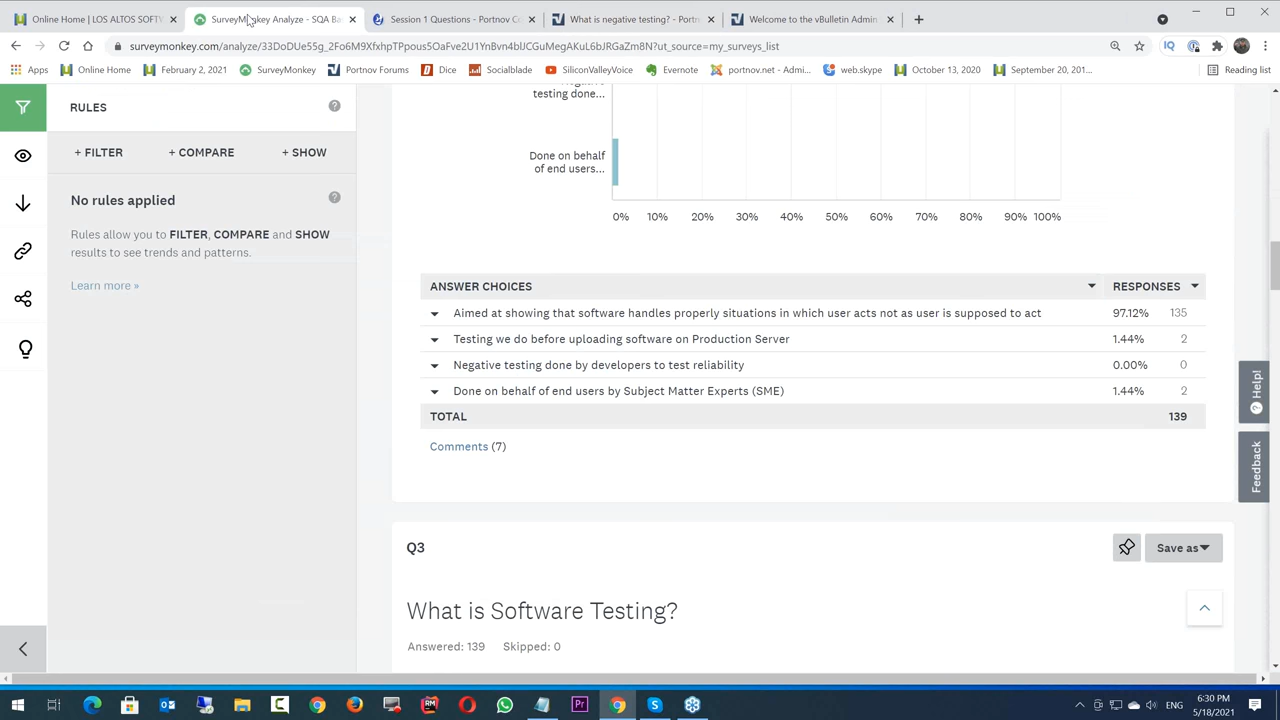 Online Home | LOS ALTOS SOFTW
SurveyMonkey Analyze - SQA Ba
Session 1 Questions - Portnov Co
What is negative testing? - Portn
Welcome to the vBulletin Admin
surveymonkey.com/analyze/33DoDUe55g_2Fo6M9XfxhpTPpous5OaFve2U1YnBvn4blJCGuMegAKuL6bJRGaZm8N?ut_source=my_surveys_list
Apps
Online Home
February 2, 2021
SurveyMonkey
Portnov Forums
Dice
Socialblade
SiliconValleyVoice
Evernote
portnov.net - Admi...
web.skype
October 13, 2020
September 20, 201...
Reading list
RULES
+ FILTER + COMPARE + SHOW
No rules applied
Rules allow you to FILTER, COMPARE and SHOW
results to see trends and patterns.
Learn more »
testing done...
Done on behalf
of end users...
0% 10% 20% 30% 40% 50% 60% 70% 80% 90% 100%
ANSWER CHOICES RESPONSES
Aimed at showing that software handles properly situations in which user acts not as user is supposed to act 97.12% 135
Testing we do before uploading software on Production Server 1.44% 2
Negative testing done by developers to test reliability 0.00% 0
Done on behalf of end users by Subject Matter Experts (SME) 1.44% 2
TOTAL 139
Comments (7)
Help!
Feedback
Q3
Save as
What is Software Testing?
Answered: 139 Skipped: 0
6:30 PM
5/18/2021